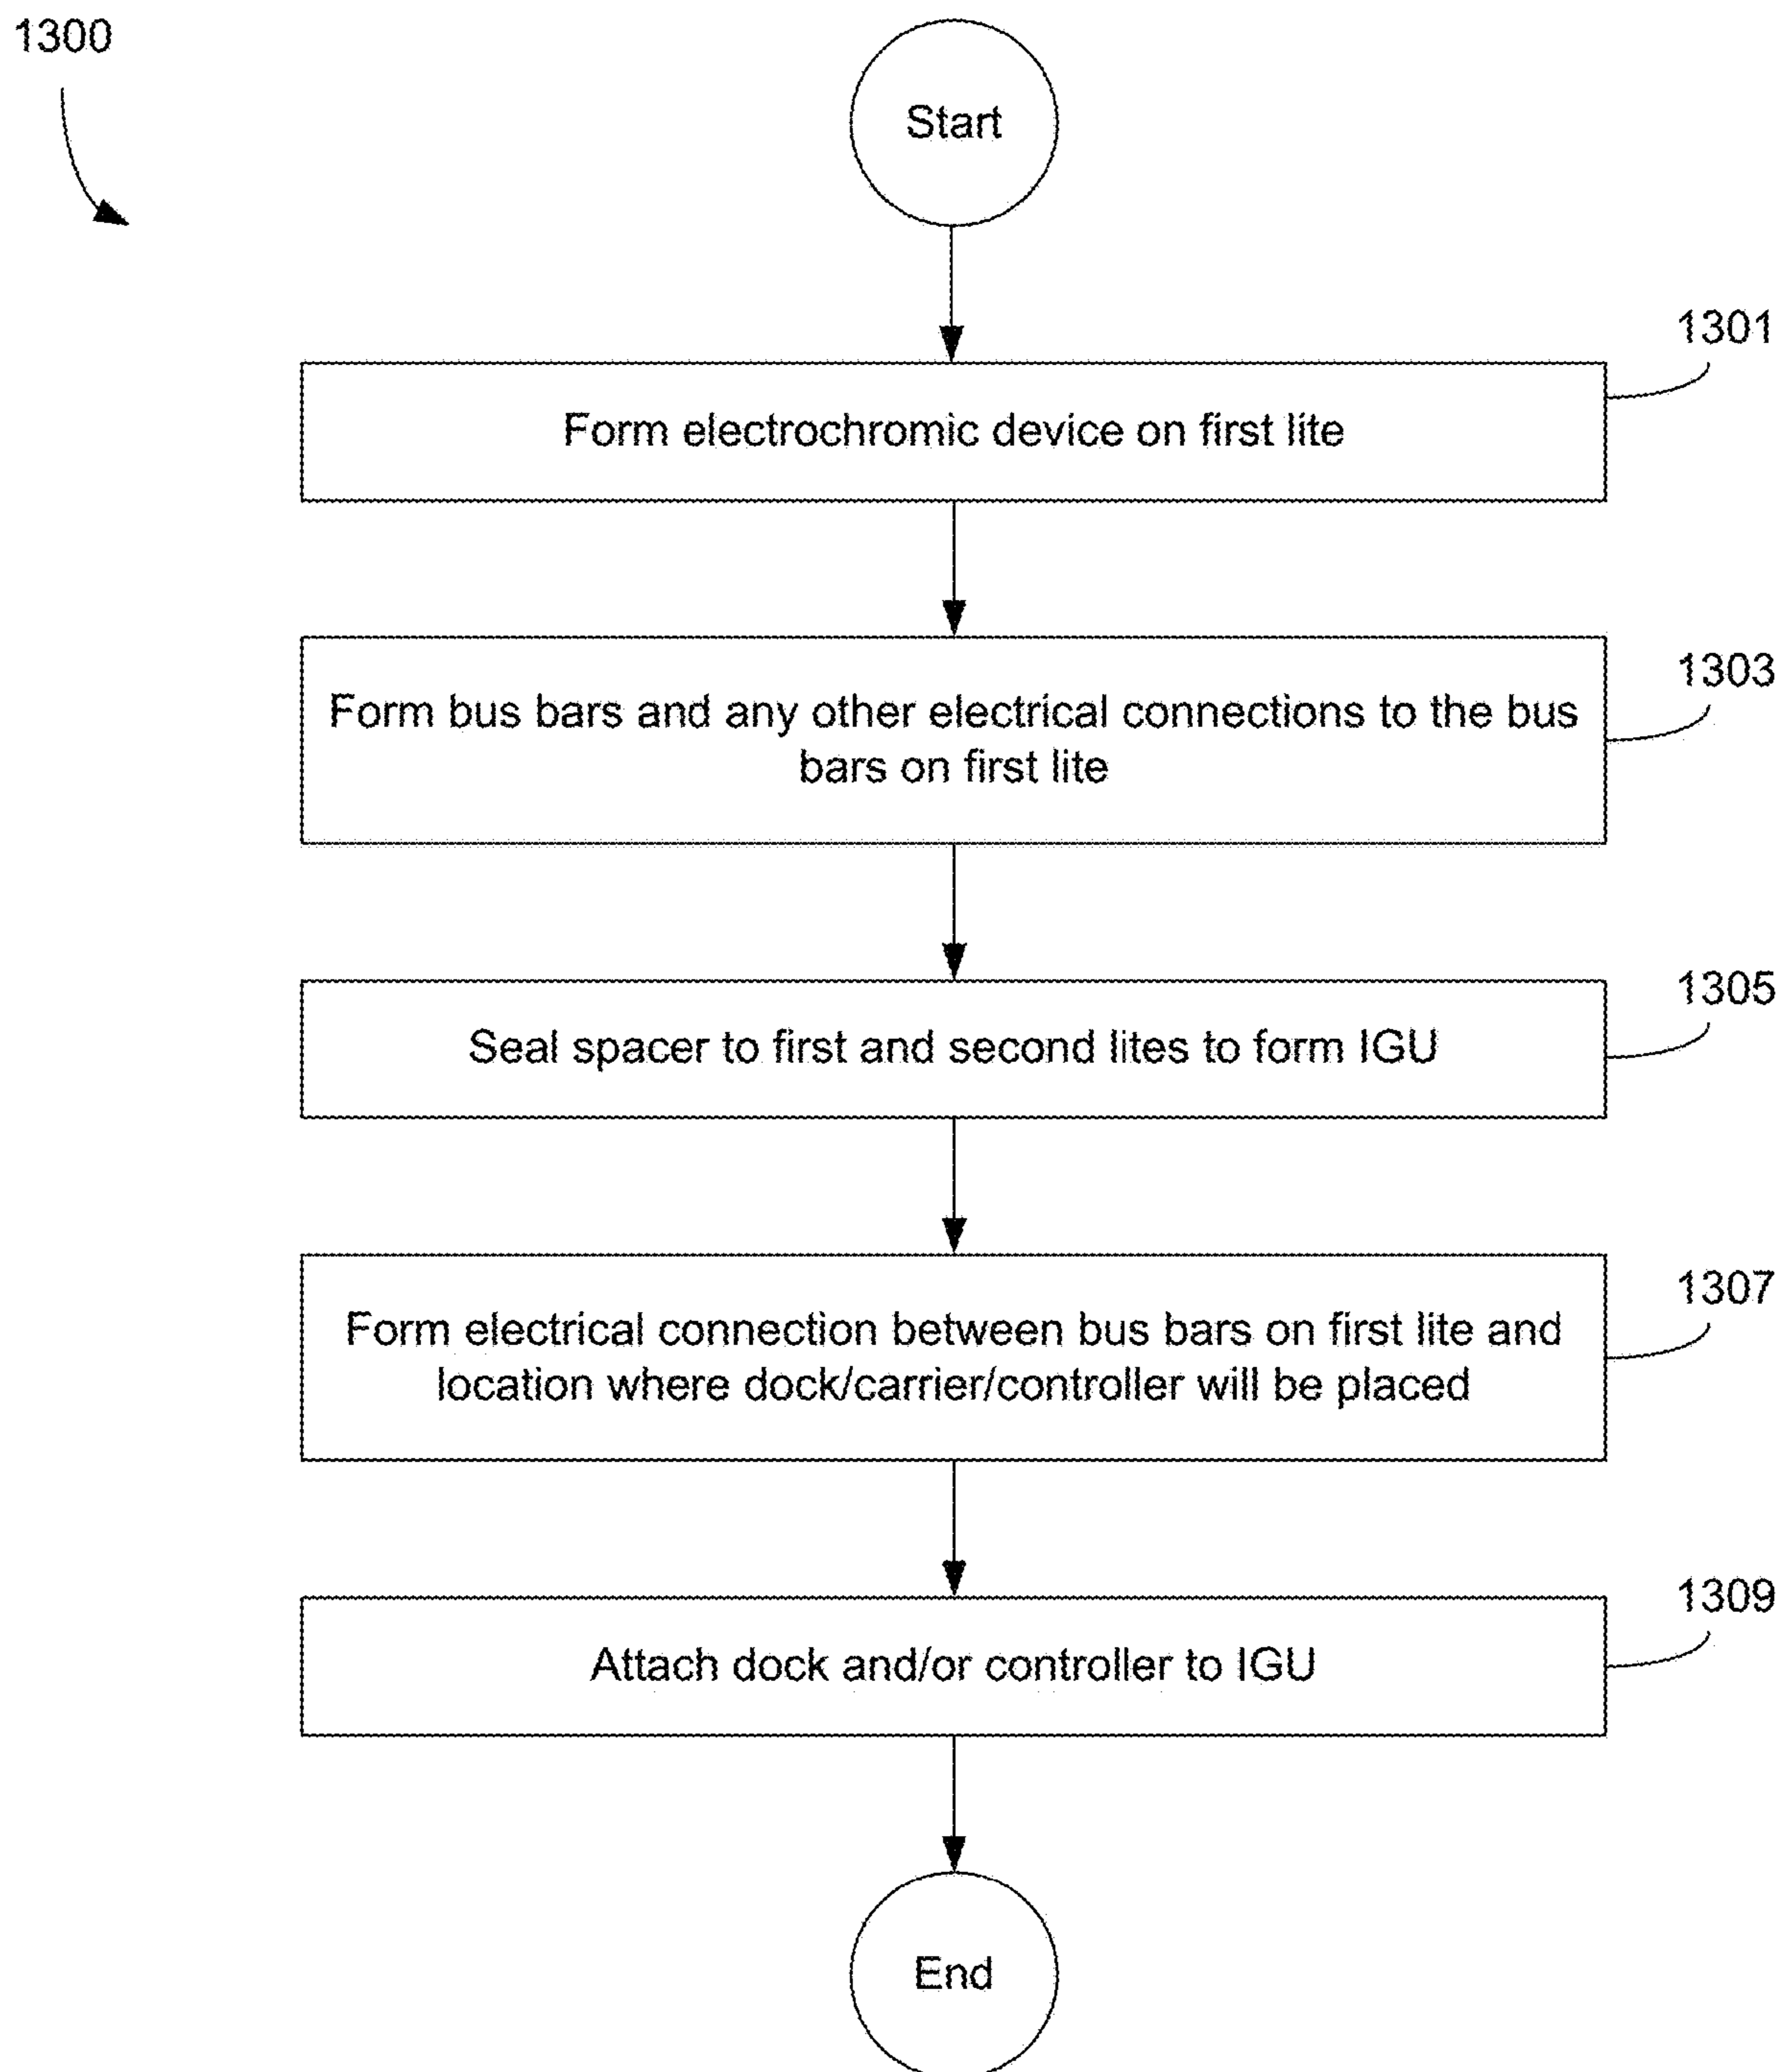 1300
Start
1301
Form electrochromic device on first lite
1303
Form bus bars and any other electrical connections to the bus
bars on first lite
1305
Seal spacer to first and second lites to form IGU
1307
Form electrical connection between bus bars on first lite and
location where dock/carrier/controller will be placed
1309
Attach dock and/or controller to IGU
End